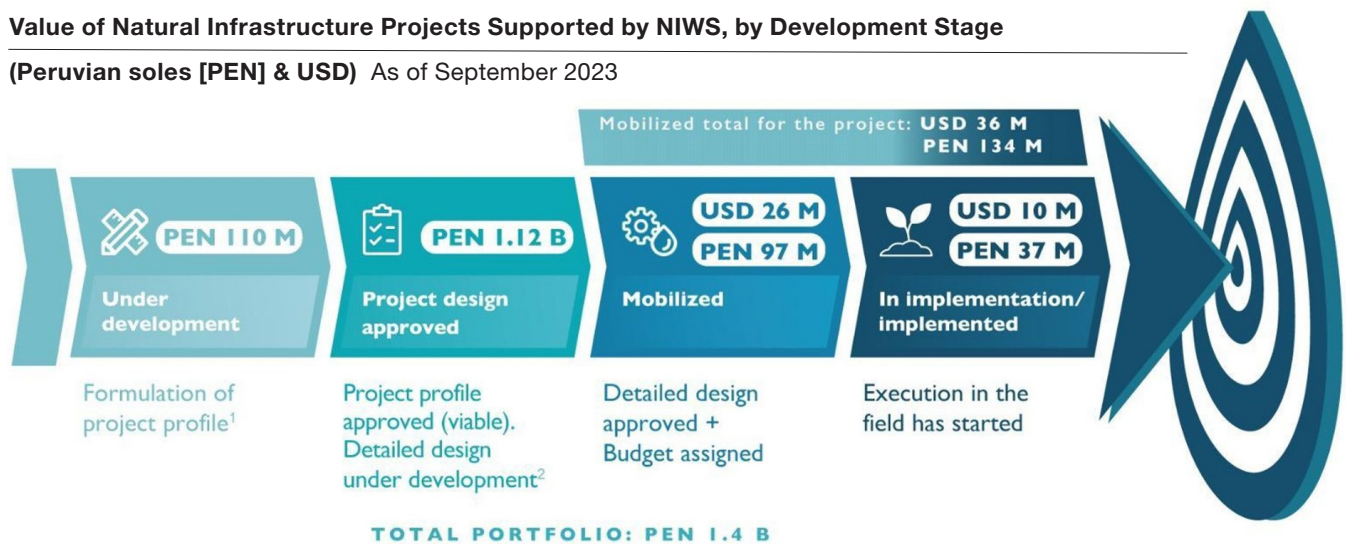 Value of Natural Infrastructure Projects Supported by NIWS, by Development Stage
(Peruvian soles [PEN] & USD) As of September 2023
Mobilized total for the project: USD 36 M
PEN 134 M
PEN 110 M
Under
development
PEN 1.12 B
Project design
approved
USD 26 M
PEN 97 M
Mobilized
USD 10 M
PEN 37 M
In implementation/
implemented
Formulation of
project profile¹
Project profile
approved (viable).
Detailed design
under development²
Detailed design
approved +
Budget assigned
Execution in the
field has started
TOTAL PORTFOLIO: PEN 1.4 B